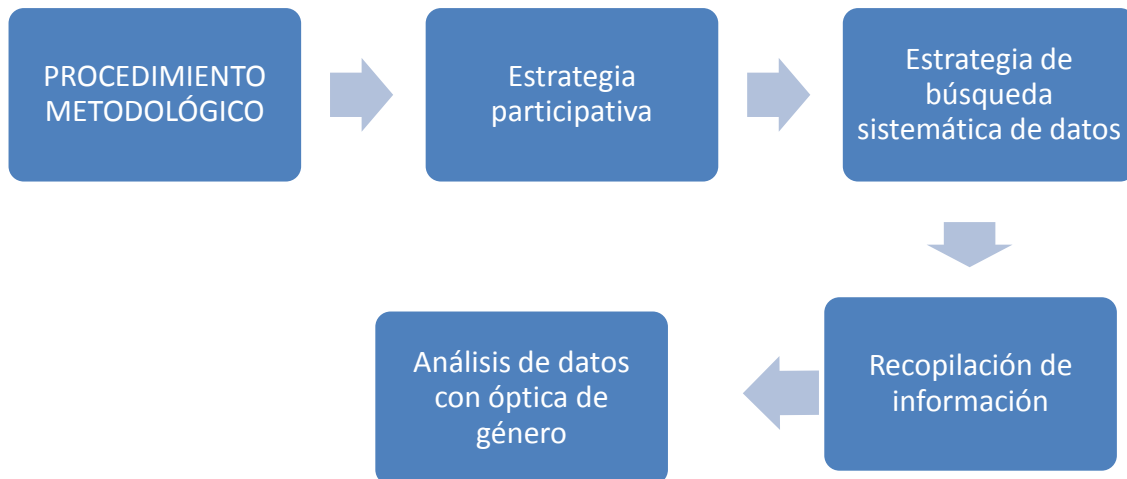 PROCEDIMIENTO
METODOLÓGICO
Estrategia
participativa
Estrategia de
búsqueda
sistemática de datos
Recopilación de
información
Análisis de datos
con óptica de
género